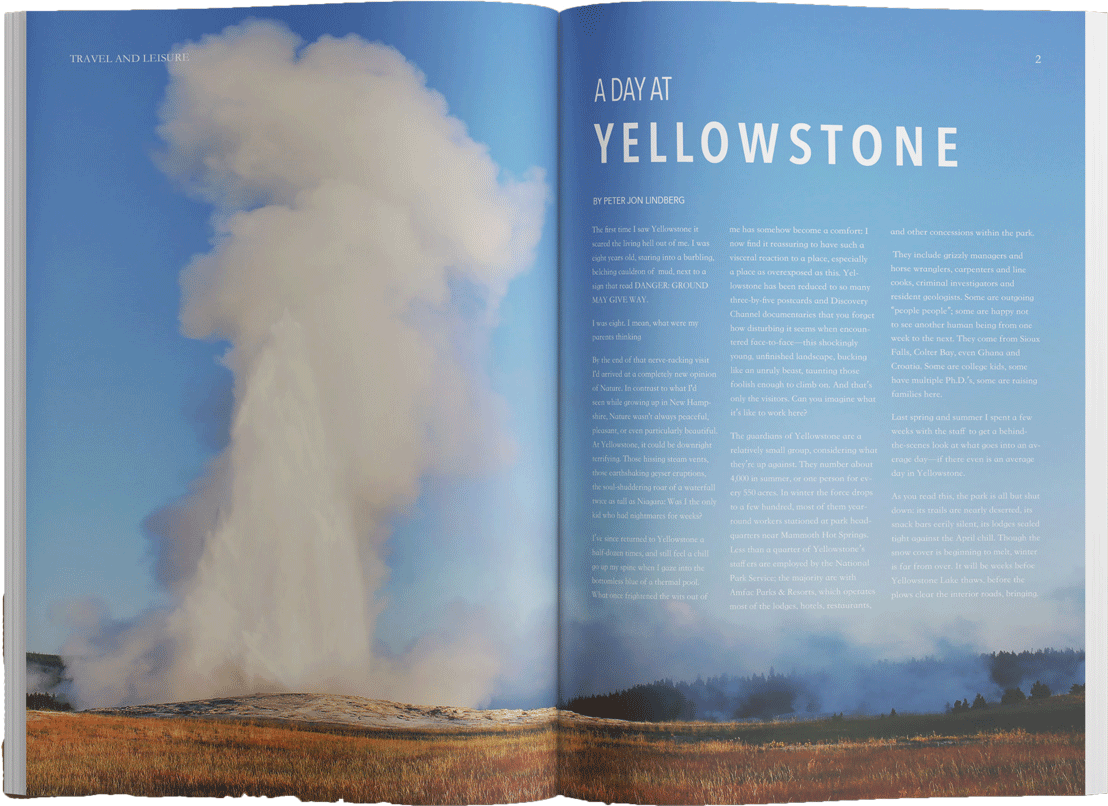 TRAVEL AND LEISURE
2
A DAY AT
YELLOWSTONE
BY PETER JON LINDBERG
The first time I saw Yellowstone it
scared the living hell out of me. I was
eight years old, staring into a burbling,
belching cauldron of mud, next to a
sign that read DANGER: GROUND
MAY GIVE WAY.
I was eight. I mean, what were my
parents thinking
By the end of that nerve-racking visit
I'd arrived at a completely new opinion
of Nature. In contrast to what I'd
seen while growing up in New Hamp-
shire, Nature wasn't always peaceful,
pleasant, or even particularly beautiful.
At Yellowstone, it could be downright
terrifying. Those hissing steam vents,
those earthshaking geyser eruptions,
the soul-shuddering roar of a waterfall
twice as tall as Niagara: Was I the only
kid who had nightmares for weeks?
I've since returned to Yellowstone a
half-dozen times, and still feel a chill
go up my spine when I gaze into the
bottomless blue of a thermal pool.
What once frightened the wits out of
me has somehow become a comfort: I
now find it reassuring to have such a
visceral reaction to a place, especially
a place as overexposed as this. Yel-
lowstone has been reduced to so many
three-by-five postcards and Discovery
Channel documentaries that you forget
how disturbing it seems when encoun-
tered face-to-face—this shockingly
young, unfinished landscape, bucking
like an unruly beast, taunting those
foolish enough to climb on. And that's
only the visitors. Can you imagine what
it's like to work here?
The guardians of Yellowstone are a
relatively small group, considering what
they're up against. They number about
4,000 in summer, or one person for ev-
ery 550 acres. In winter the force drops
to a few hundred, most of them year-
round workers stationed at park head-
quarters near Mammoth Hot Springs.
Less than a quarter of Yellowstone's
staffers are employed by the National
Park Service; the majority are with
Amfac Parks & Resorts, which operates
most of the lodges, hotels, restaurants,
and other concessions within the park.
They include grizzly managers and
horse wranglers, carpenters and line
cooks, criminal investigators and
resident geologists. Some are outgoing
"people people"; some are happy not
to see another human being from one
week to the next. They come from Sioux
Falls, Colter Bay, even Ghana and
Croatia. Some are college kids, some
have multiple Ph.D.'s, some are raising
families here.
Last spring and summer I spent a few
weeks with the staff to get a behind-
the-scenes look at what goes into an av-
erage day—if there even is an average
day in Yellowstone.
As you read this, the park is all but shut
down: its trails are nearly deserted, its
snack bars eerily silent, its lodges sealed
tight against the April chill. Though the
snow cover is beginning to melt, winter
is far from over. It will be weeks before
Yellowstone Lake thaws, before the
plows clear the interior roads, bringing